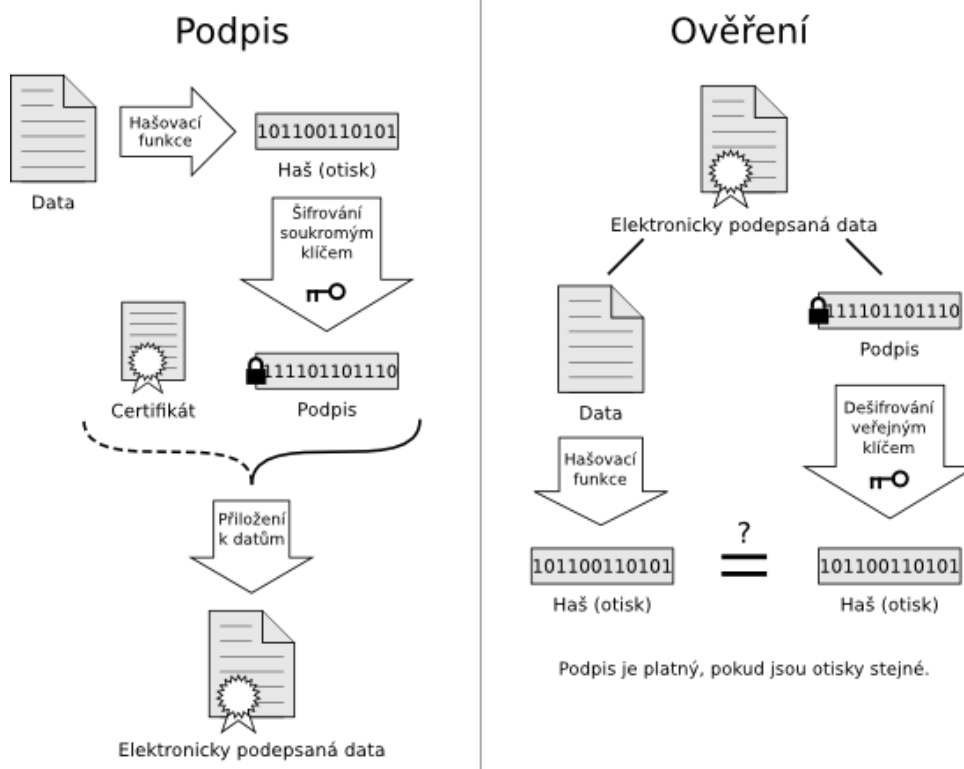 Podpis
Data
Hašovací
funkce
101100110101
Haš (otisk)
Šifrování
soukromým
klíčem
Certifikát
111101101110
Podpis
Přiložení
k datům
Elektronicky podepsaná data
Ověření
Elektronicky podepsaná data
Data
111101101110
Podpis
Hašovací
funkce
Dešifrování
veřejným
klíčem
101100110101
Haš (otisk)
?
101100110101
Haš (otisk)
Podpis je platný, pokud jsou otisky stejné.